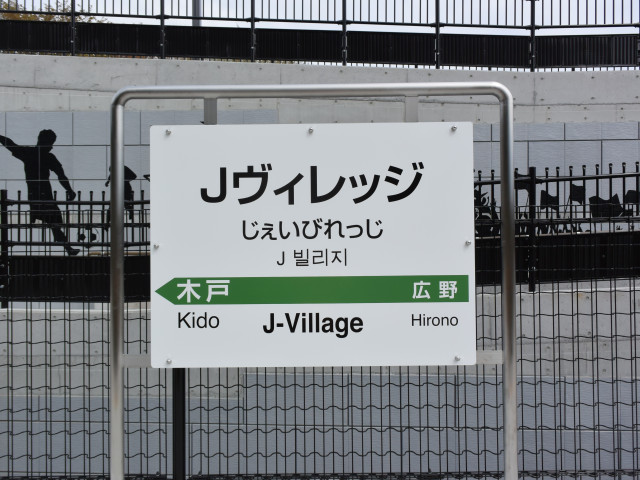 Jヴィレッジ
じぇいびれっじ
J 빌리지
木戸 広野
Kido J-Village Hirono